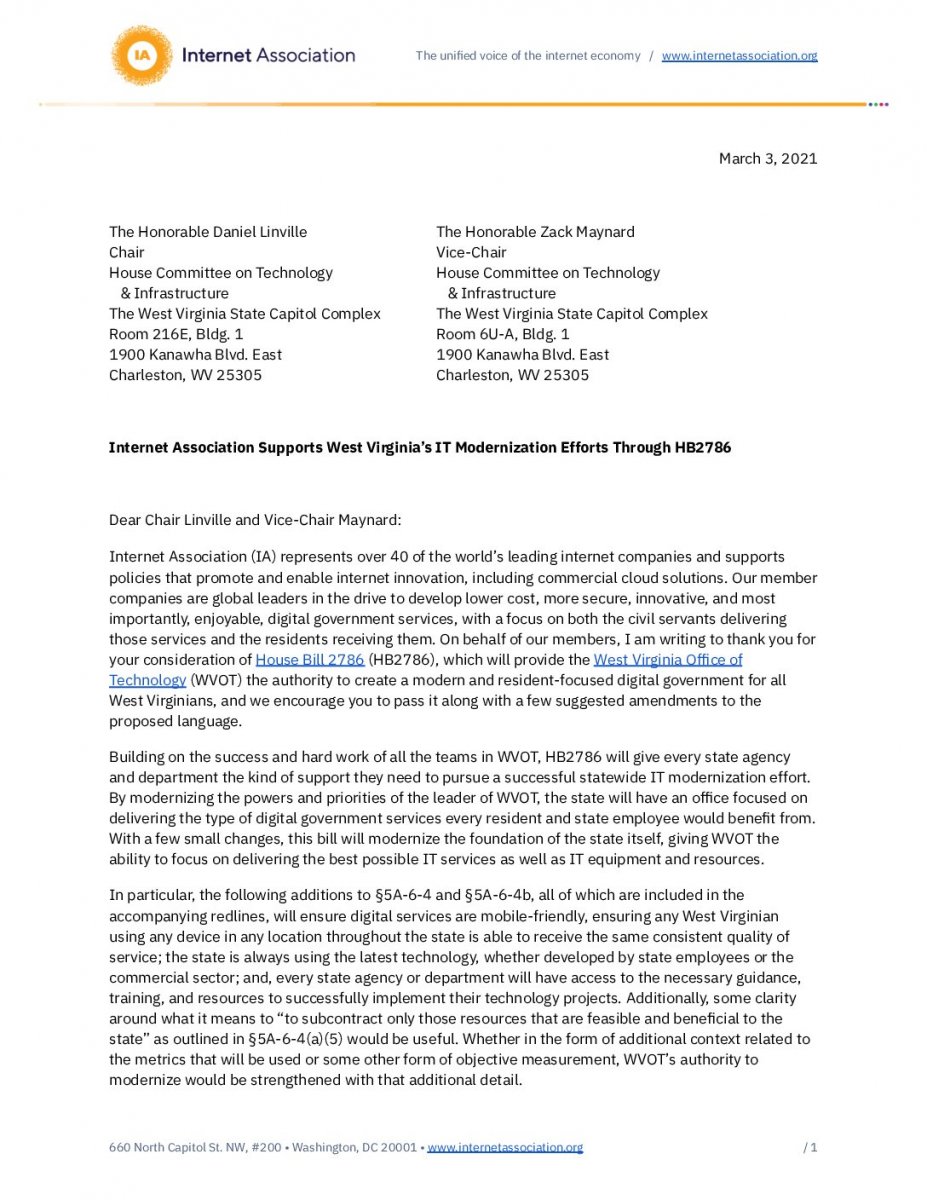 IA Internet Association The unified voice of the internet economy / www.internetassociation.org
March 3, 2021
The Honorable Daniel Linville
Chair
House Committee on Technology
& Infrastructure
The West Virginia State Capitol Complex
Room 216E, Bldg. 1
1900 Kanawha Blvd. East
Charleston, WV 25305
The Honorable Zack Maynard
Vice-Chair
House Committee on Technology
& Infrastructure
The West Virginia State Capitol Complex
Room 6U-A, Bldg. 1
1900 Kanawha Blvd. East
Charleston, WV 25305
Internet Association Supports West Virginia’s IT Modernization Efforts Through HB2786
Dear Chair Linville and Vice-Chair Maynard:
Internet Association (IA) represents over 40 of the world’s leading internet companies and supports
policies that promote and enable internet innovation, including commercial cloud solutions. Our member
companies are global leaders in the drive to develop lower cost, more secure, innovative, and most
importantly, enjoyable, digital government services, with a focus on both the civil servants delivering
those services and the residents receiving them. On behalf of our members, I am writing to thank you for
your consideration of House Bill 2786 (HB2786), which will provide the West Virginia Office of
Technology (WVOT) the authority to create a modern and resident-focused digital government for all
West Virginians, and we encourage you to pass it along with a few suggested amendments to the
proposed language.
Building on the success and hard work of all the teams in WVOT, HB2786 will give every state agency
and department the kind of support they need to pursue a successful statewide IT modernization effort.
By modernizing the powers and priorities of the leader of WVOT, the state will have an office focused on
delivering the type of digital government services every resident and state employee would benefit from.
With a few small changes, this bill will modernize the foundation of the state itself, giving WVOT the
ability to focus on delivering the best possible IT services as well as IT equipment and resources.
In particular, the following additions to §5A-6-4 and §5A-6-4b, all of which are included in the
accompanying redlines, will ensure digital services are mobile-friendly, ensuring any West Virginian
using any device in any location throughout the state is able to receive the same consistent quality of
service; the state is always using the latest technology, whether developed by state employees or the
commercial sector; and, every state agency or department will have access to the necessary guidance,
training, and resources to successfully implement their technology projects. Additionally, some clarity
around what it means to “to subcontract only those resources that are feasible and beneficial to the
state” as outlined in §5A-6-4(a)(5) would be useful. Whether in the form of additional context related to
the metrics that will be used or some other form of objective measurement, WVOT’s authority to
modernize would be strengthened with that additional detail.
660 North Capitol St. NW, #200 • Washington, DC 20001 • www.internetassociation.org / 1